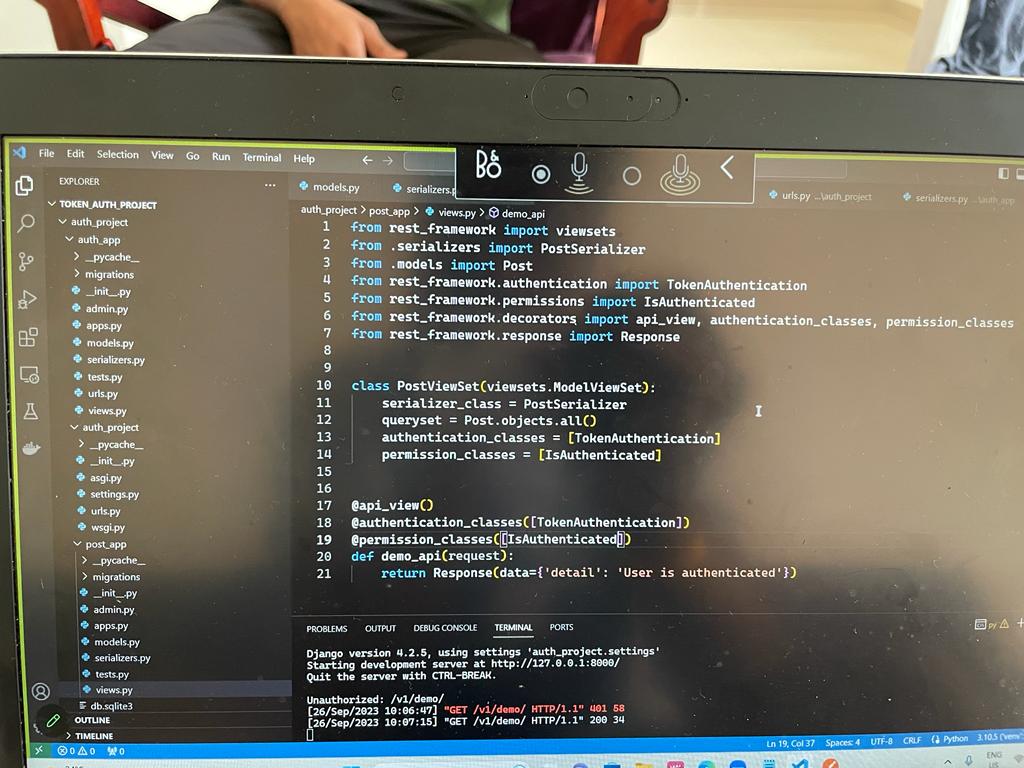 File Edit Selection View Go Run Terminal Help
B&O
EXPLORER
TOKEN_AUTH_PROJECT
auth_project
auth_app
__pycache__
migrations
__init__.py
admin.py
apps.py
models.py
serializers.py
tests.py
urls.py
views.py
auth_project
__pycache__
__init__.py
asgi.py
settings.py
urls.py
wsgi.py
post_app
__pycache__
migrations
__init__.py
admin.py
apps.py
models.py
serializers.py
tests.py
views.py
db.sqlite3
OUTLINE
TIMELINE
models.py serializers.p urls.py ...\auth_project serializers.py ...\auth_app
auth_project > post_app > views.py > demo_api
1 from rest_framework import viewsets
2 from .serializers import PostSerializer
3 from .models import Post
4 from rest_framework.authentication import TokenAuthentication
5 from rest_framework.permissions import IsAuthenticated
6 from rest_framework.decorators import api_view, authentication_classes, permission_classes
7 from rest_framework.response import Response
8
9
10 class PostViewSet(viewsets.ModelViewSet):
11 serializer_class = PostSerializer
12 queryset = Post.objects.all()
13 authentication_classes = [TokenAuthentication]
14 permission_classes = [IsAuthenticated]
15
16
17 @api_view()
18 @authentication_classes([TokenAuthentication])
19 @permission_classes([IsAuthenticated])
20 def demo_api(request):
21 return Response(data={'detail': 'User is authenticated'})
PROBLEMS OUTPUT DEBUG CONSOLE TERMINAL PORTS
py
Django version 4.2.5, using settings 'auth_project.settings'
Starting development server at http://127.0.0.1:8000/
Quit the server with CTRL-BREAK.
Unauthorized: /v1/demo/
[26/Sep/2023 10:06:47] "GET /v1/demo/ HTTP/1.1" 401 58
[26/Sep/2023 10:07:15] "GET /v1/demo/ HTTP/1.1" 200 34
0 0 0 Ln 19, Col 37 Spaces: 4 UTF-8 CRLF Python 3.10.5 ('venv'
ENG